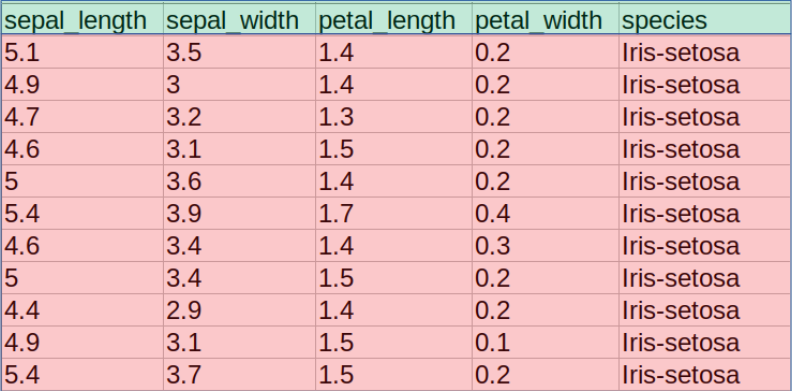 sepal_length sepal_width petal_length petal_width species
5.1 3.5 1.4 0.2 Iris-setosa
4.9 3 1.4 0.2 Iris-setosa
4.7 3.2 1.3 0.2 Iris-setosa
4.6 3.1 1.5 0.2 Iris-setosa
5 3.6 1.4 0.2 Iris-setosa
5.4 3.9 1.7 0.4 Iris-setosa
4.6 3.4 1.4 0.3 Iris-setosa
5 3.4 1.5 0.2 Iris-setosa
4.4 2.9 1.4 0.2 Iris-setosa
4.9 3.1 1.5 0.1 Iris-setosa
5.4 3.7 1.5 0.2 Iris-setosa